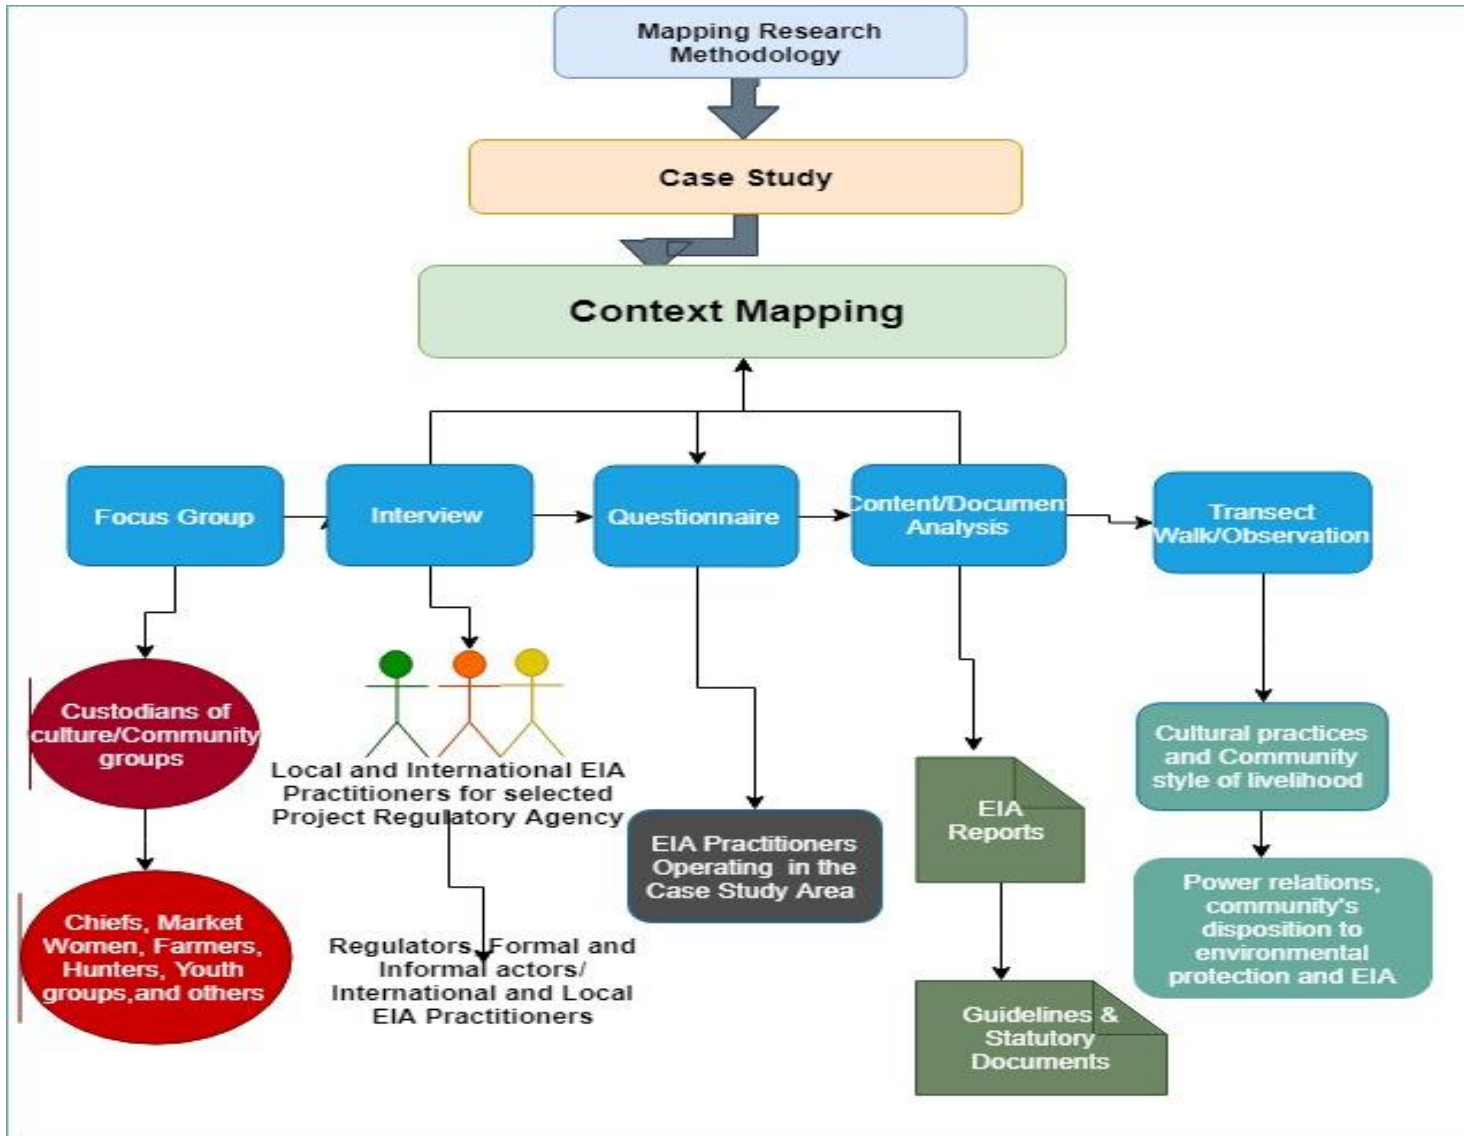 Mapping Research
Methodology
Case Study
Context Mapping
Focus Group
Interview
Questionnaire
Content/Document
Analysis
Transect
Walk/Observation
Custodians of
culture/Community
groups
Local and International EIA
Practitioners for selected
Project Regulatory Agency
EIA Practitioners
Operating in the
Case Study Area
EIA
Reports
Cultural practices
and Community
style of livelihood
Chiefs, Market
Women, Farmers,
Hunters, Youth
groups,and others
Regulators, Formal and
Informal actors/
International and Local
EIA Practitioners
Guidelines &
Statutory
Documents
Power relations,
community's
disposition to
environmental
protection and EIA